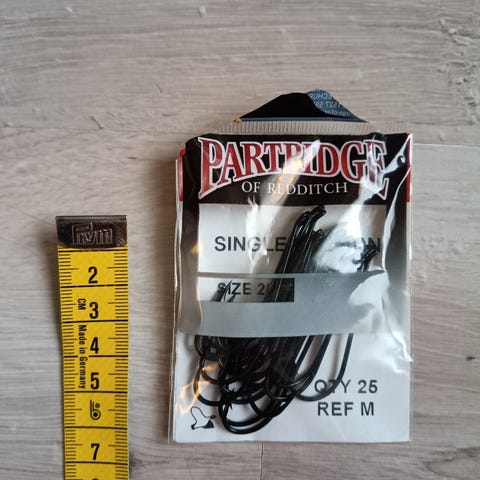 PARTRIDGE
OF REDDITCH
SINGLE
SIZE
QTY 25
REF M
Prym
2
3
CM
Made in Germany
4
5
6
7